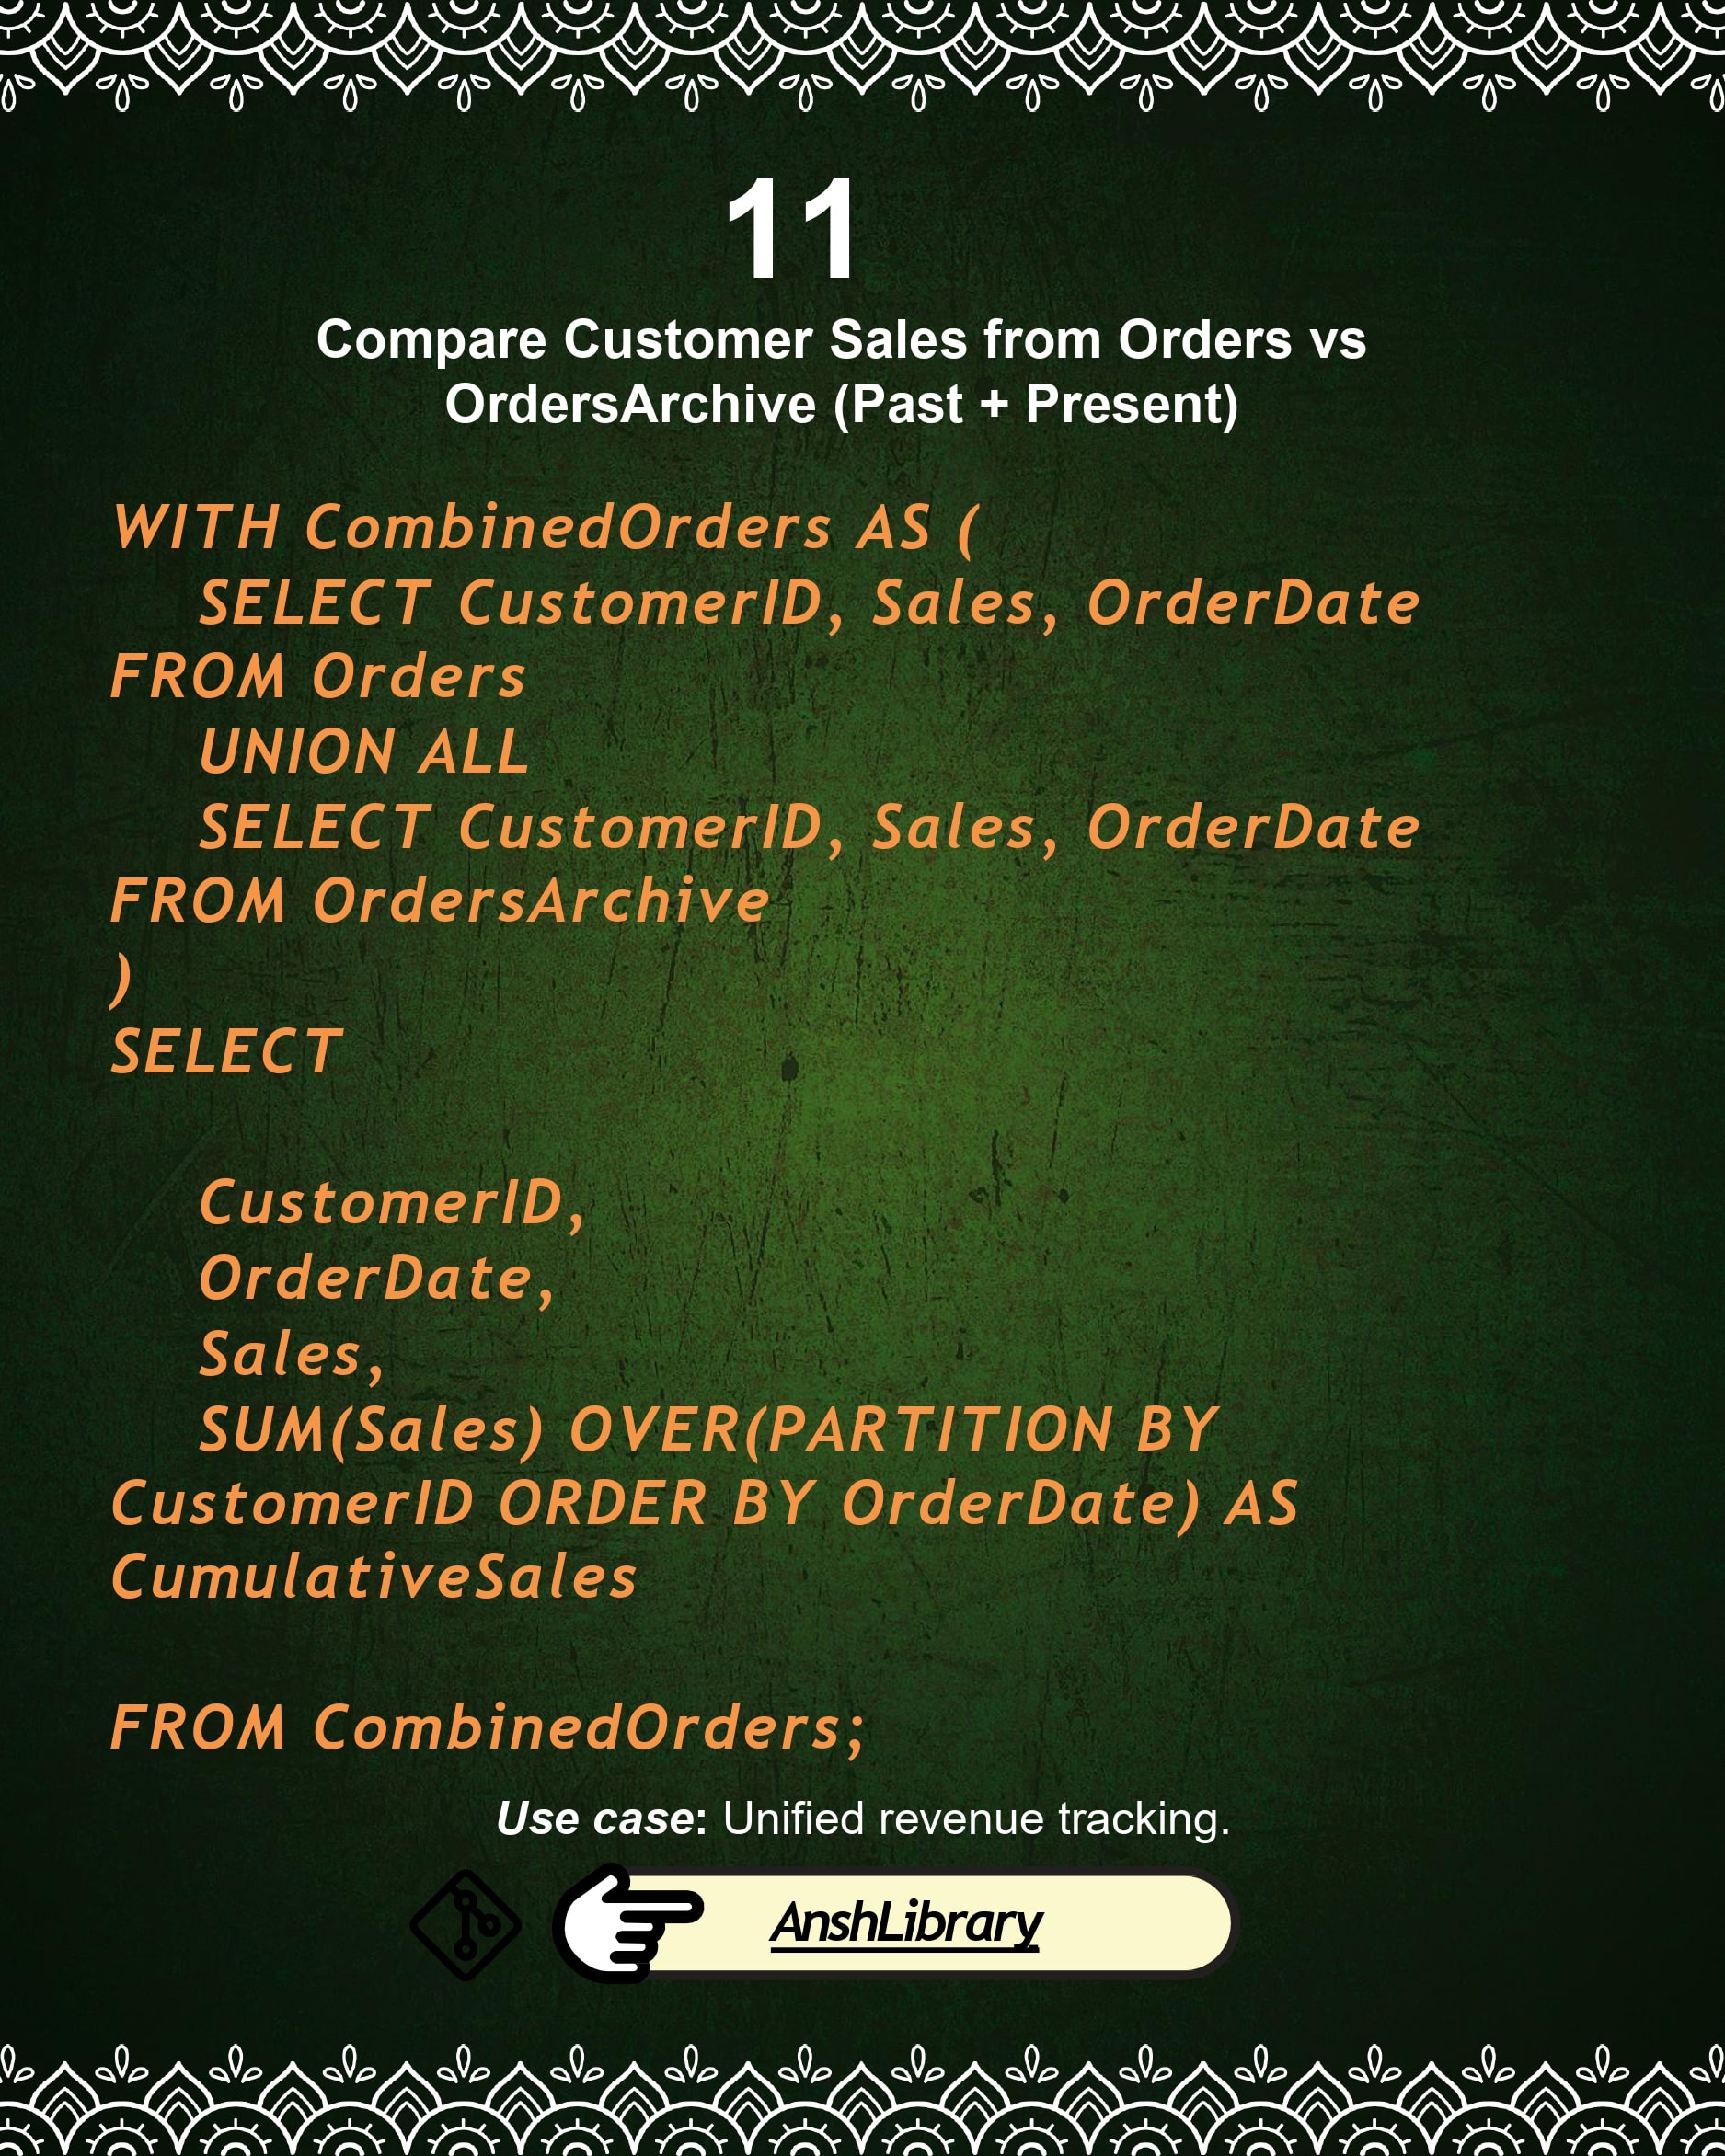 11
Compare Customer Sales from Orders vs
OrdersArchive (Past + Present)
WITH CombinedOrders AS (
SELECT CustomerID, Sales, OrderDate
FROM Orders
UNION ALL
SELECT CustomerID, Sales, OrderDate
FROM OrdersArchive
)
SELECT
CustomerID,
OrderDate,
Sales,
SUM(Sales) OVER(PARTITION BY
CustomerID ORDER BY OrderDate) AS
CumulativeSales
FROM CombinedOrders;
Use case: Unified revenue tracking.
AnshLibrary